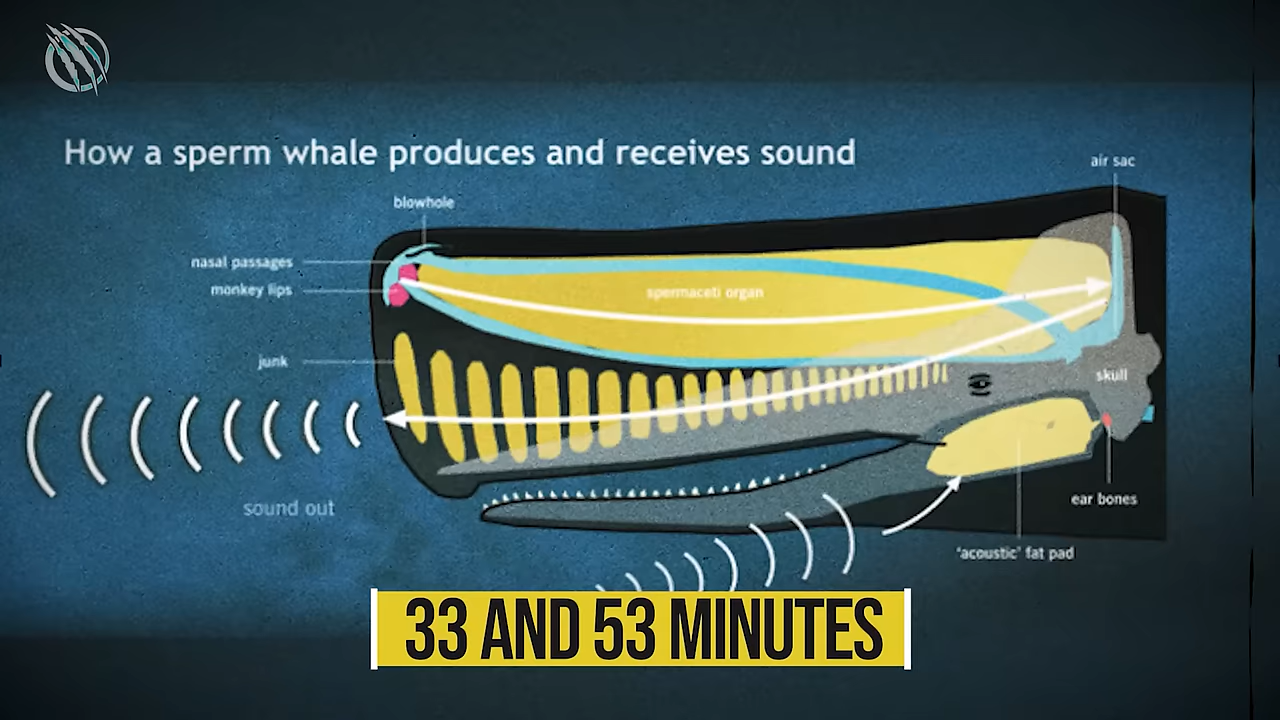 How a sperm whale produces and receives sound
air sac
blowhole
nasal passages
monkey lips
spermaceti organ
junk
skull
sound out
ear bones
'acoustic' fat pad
33 AND 53 MINUTES